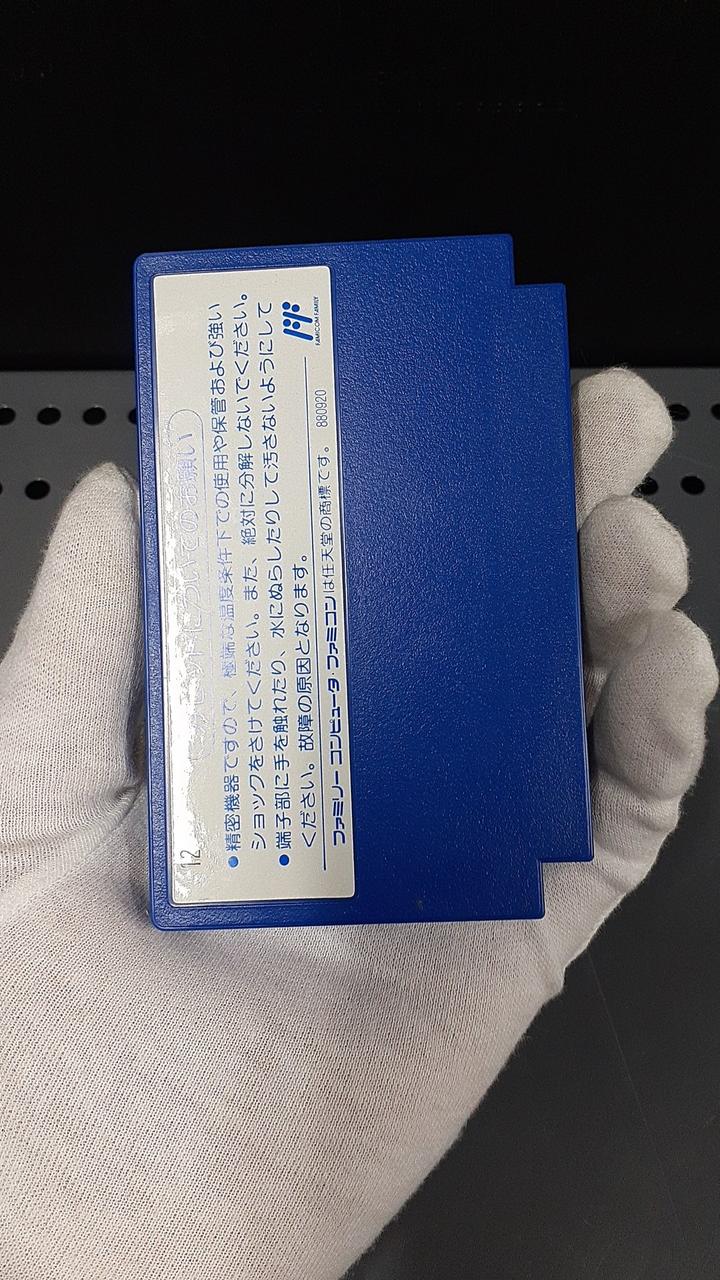 12
カセットについてのお願い
●精密機器ですので、極端な温度条件下での使用や保管および強い
ショックをさけてください。また、絶対に分解しないでください。
●端子部に手を触れたり、水にぬらしたりして汚さないようにして
ください。故障の原因となります。
FAMICOM FAMILY
ファミリー コンピュータ・ファミコンは任天堂の商標です。 880920